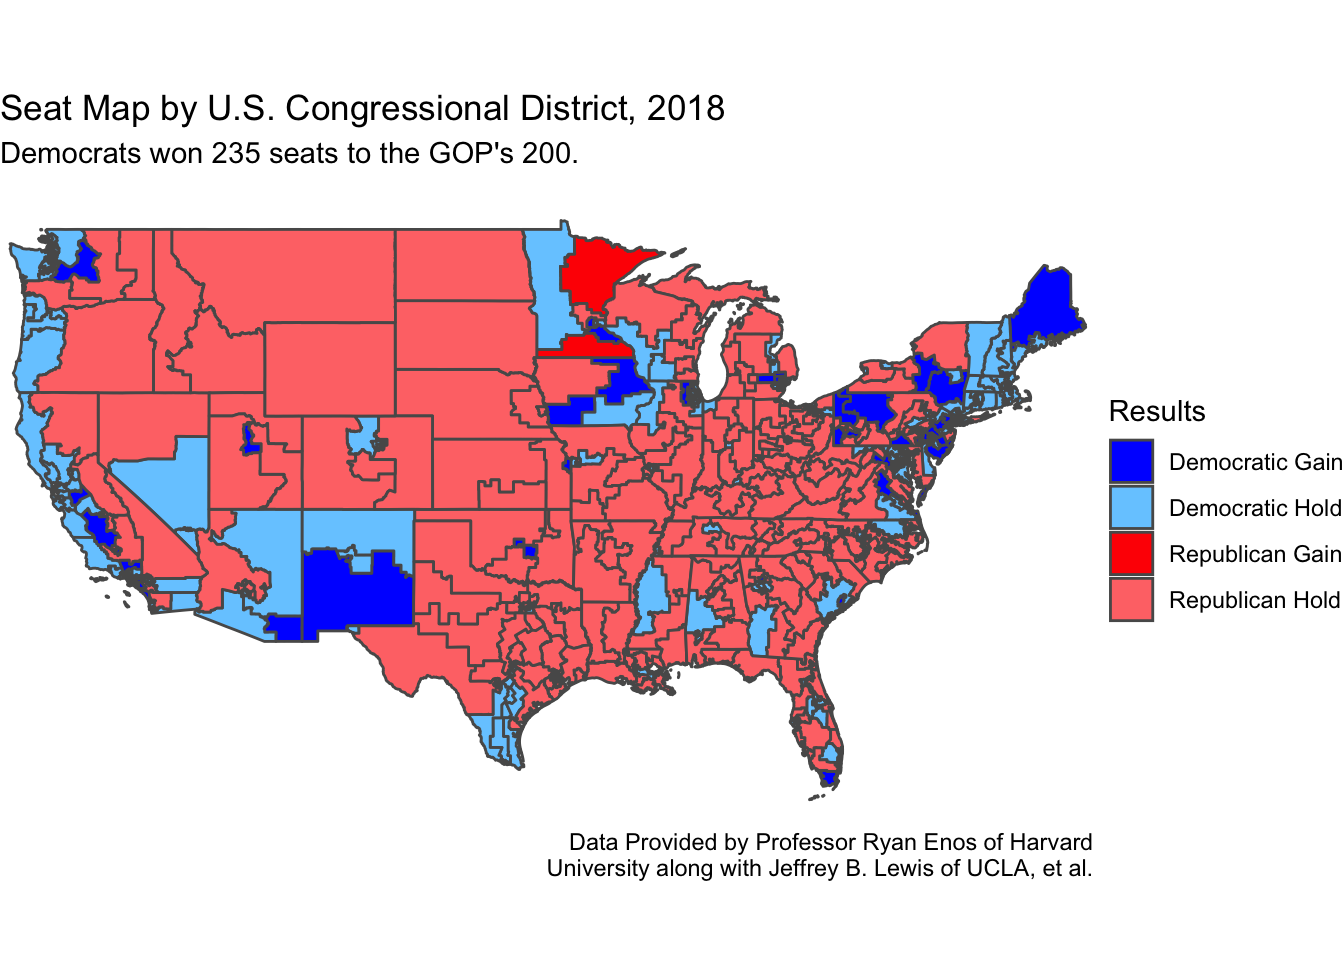 Seat Map by U.S. Congressional District, 2018
Democrats won 235 seats to the GOP's 200.
Results
Democratic Gain
Democratic Hold
Republican Gain
Republican Hold
Data Provided by Professor Ryan Enos of Harvard
University along with Jeffrey B. Lewis of UCLA, et al.